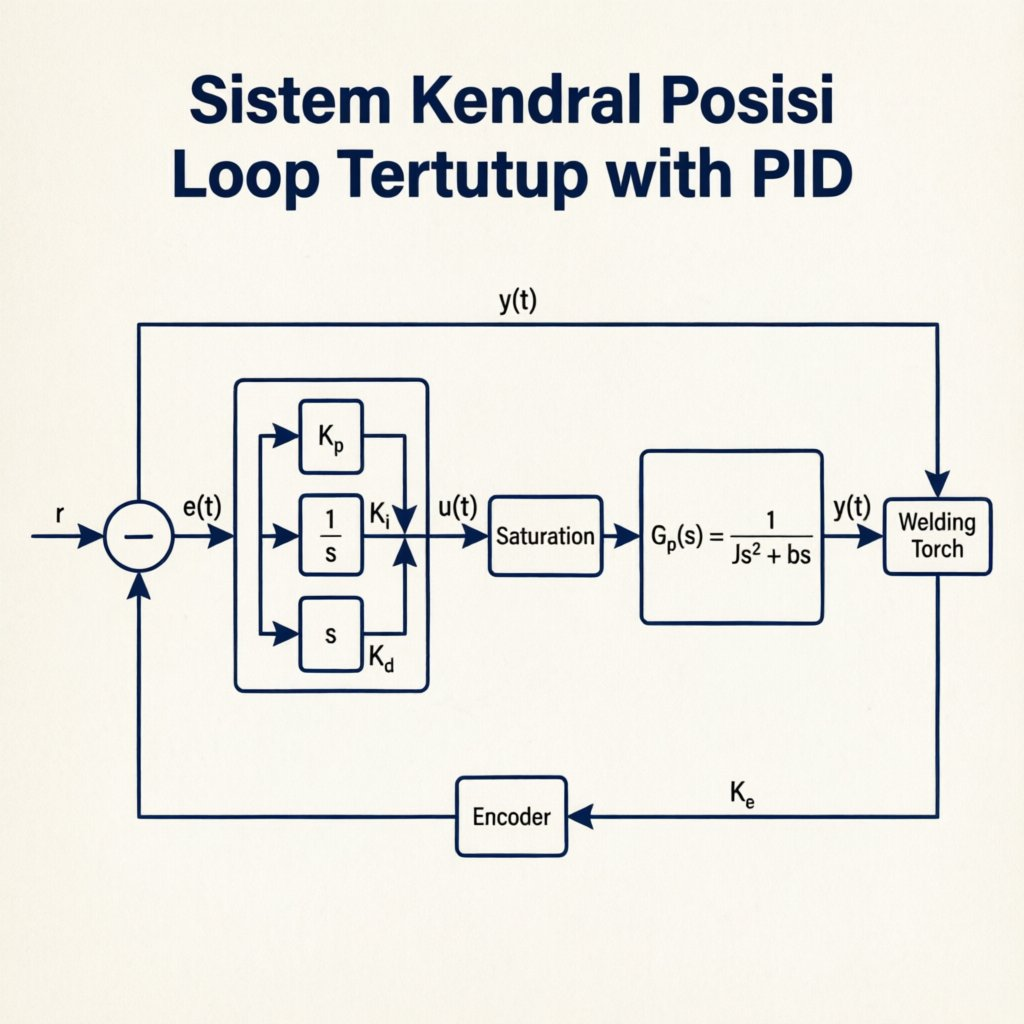 Sistem Kendral Posisi
Loop Tertutup with PID
y(t)
r
−
e(t)
Kₚ
1/s
Kᵢ
s
K_d
u(t)
Saturation
Gₚ(s) = 1/(Js² + bs)
y(t)
Welding
Torch
Encoder
Kₑ